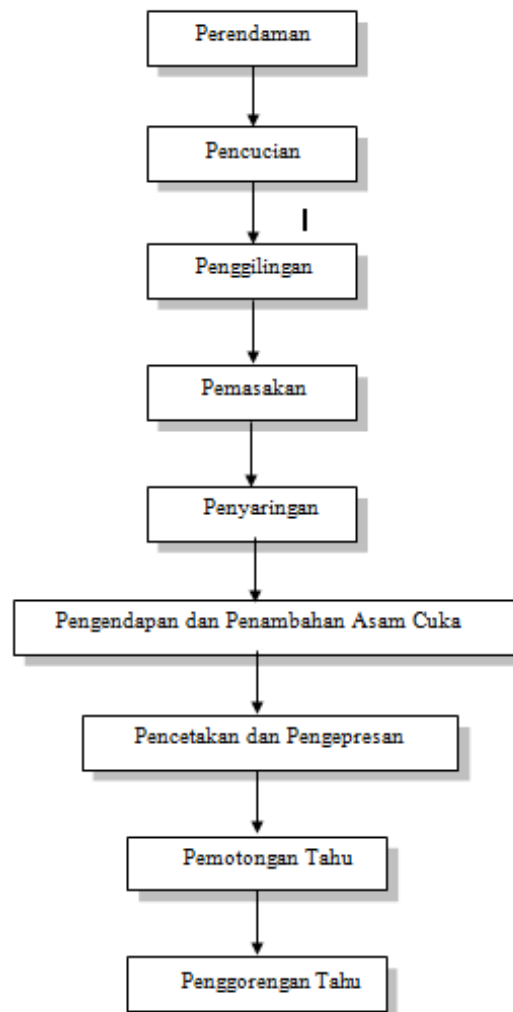 Perendaman
Pencucian
Penggilingan
Pemasakan
Penyaringan
Pengendapan dan Penambahan Asam Cuka
Pencetakan dan Pengepresan
Pemotongan Tahu
Penggorengan Tahu